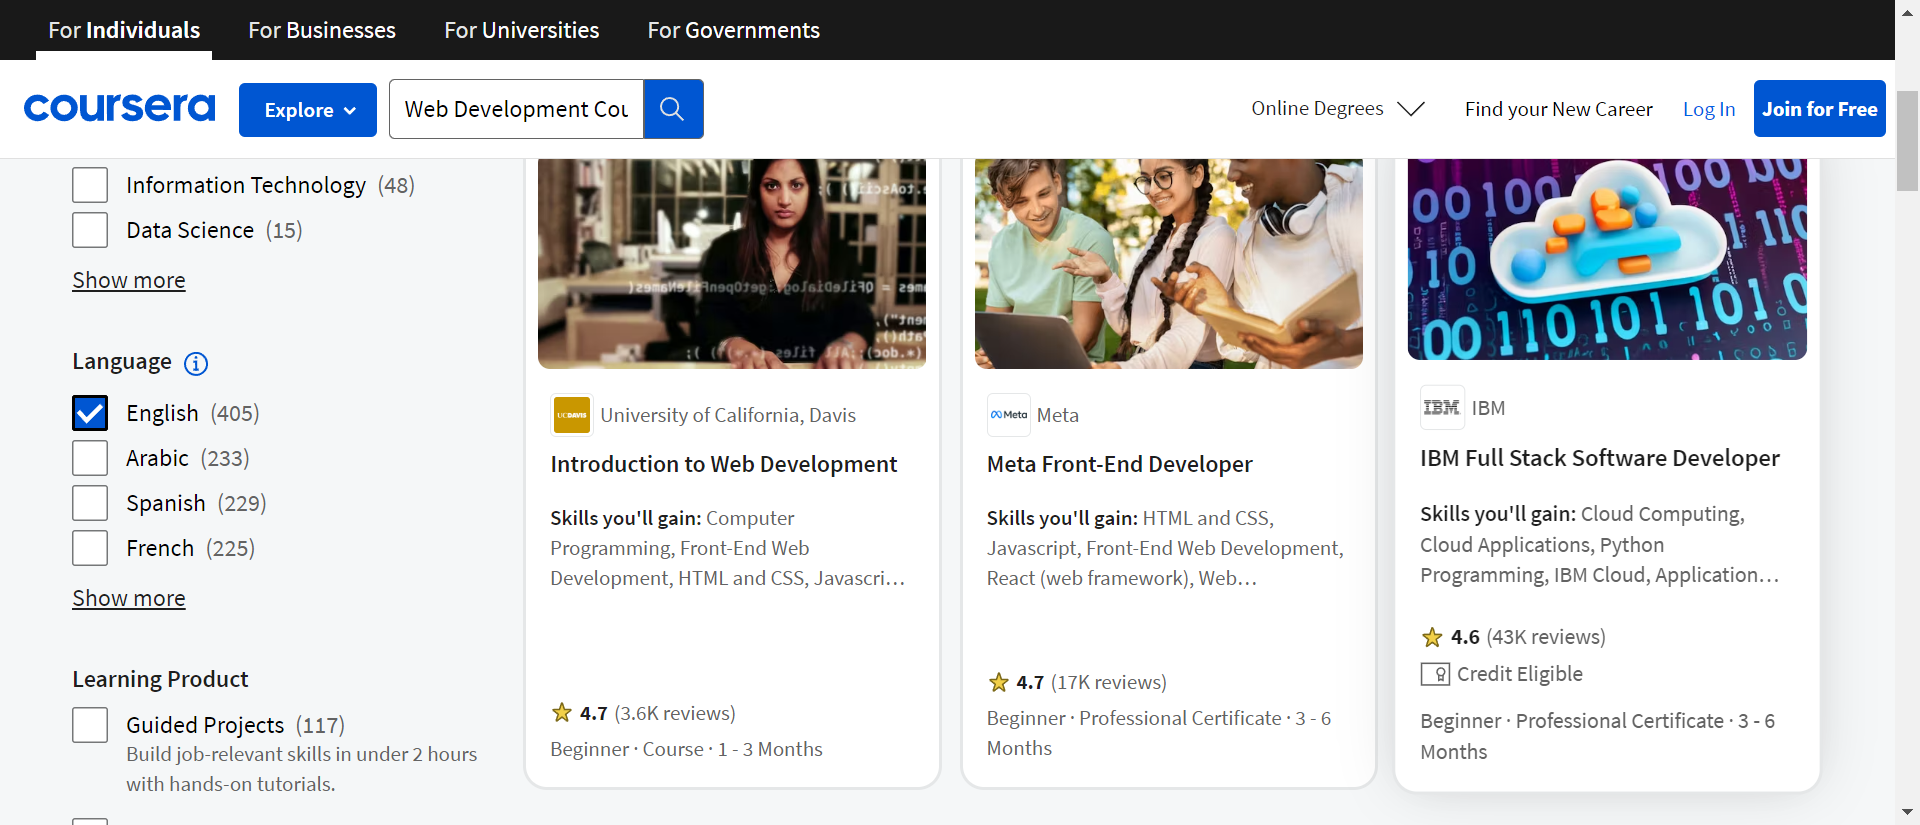 For Individuals
For Businesses
For Universities
For Governments
coursera
Explore
Web Development Cou
Online Degrees
Find your New Career
Log In
Join for Free
Information Technology (48)
Data Science (15)
Show more
Language
English (405)
Arabic (233)
Spanish (229)
French (225)
Show more
Learning Product
Guided Projects (117)
Build job-relevant skills in under 2 hours
with hands-on tutorials.
UCDAVIS
University of California, Davis
Introduction to Web Development
Skills you'll gain: Computer
Programming, Front-End Web
Development, HTML and CSS, Javascri…
4.7 (3.6K reviews)
Beginner · Course · 1 - 3 Months
Meta
Meta
Meta Front-End Developer
Skills you'll gain: HTML and CSS,
Javascript, Front-End Web Development,
React (web framework), Web…
4.7 (17K reviews)
Beginner · Professional Certificate · 3 - 6
Months
IBM
IBM
IBM Full Stack Software Developer
Skills you'll gain: Cloud Computing,
Cloud Applications, Python
Programming, IBM Cloud, Application…
4.6 (43K reviews)
Credit Eligible
Beginner · Professional Certificate · 3 - 6
Months